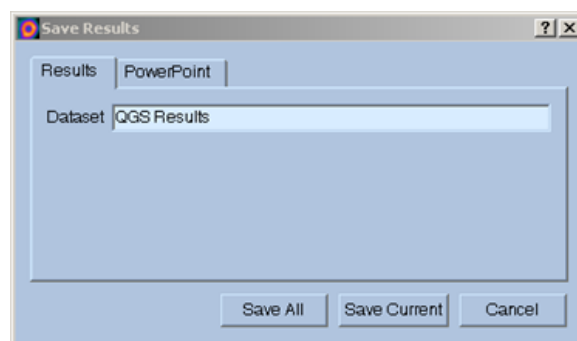 Save Results
Results PowerPoint
Dataset QGS Results
Save All Save Current Cancel